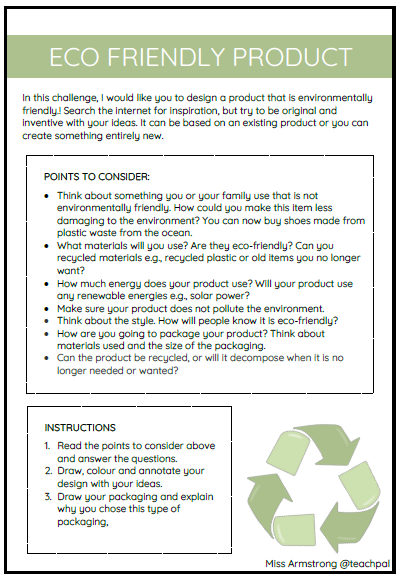 ECO FRIENDLY PRODUCT
In this challenge, i would like you to design a product that is environmentally
friendly.! Search the internet for inspiration, but try to be original and
inventive with your ideas. It can be based on an existing product or you can
create something entirely new.
POINTS TO CONSIDER:
• Think about something you or your family use that is not
environmentally friendly. How could you make this item less
damaging to the environment? You can now buy shoes made from
plastic waste from the ocean.
• What materials will you use? Are they eco-friendly? Can you
recycled materials e.g., recycled plastic or old items you no longer
want?
• How much energy does your product use? Will your product use
any renewable energies e.g., solar power?
• Make sure your product does not pollute the environment.
• Think about the style. How will people know it is eco-friendly?
• How are you going to package your product? Think about
materials used and the size of the packaging.
• Can the product be recycled, or will it decompose when it is no
longer needed or wanted?
INSTRUCTIONS
1. Read the points to consider above
and answer the questions.
2. Draw, colour and annotate your
design with your ideas.
3. Draw your packaging and explain
why you chose this type of
packaging,
Miss Armstrong @teachpal